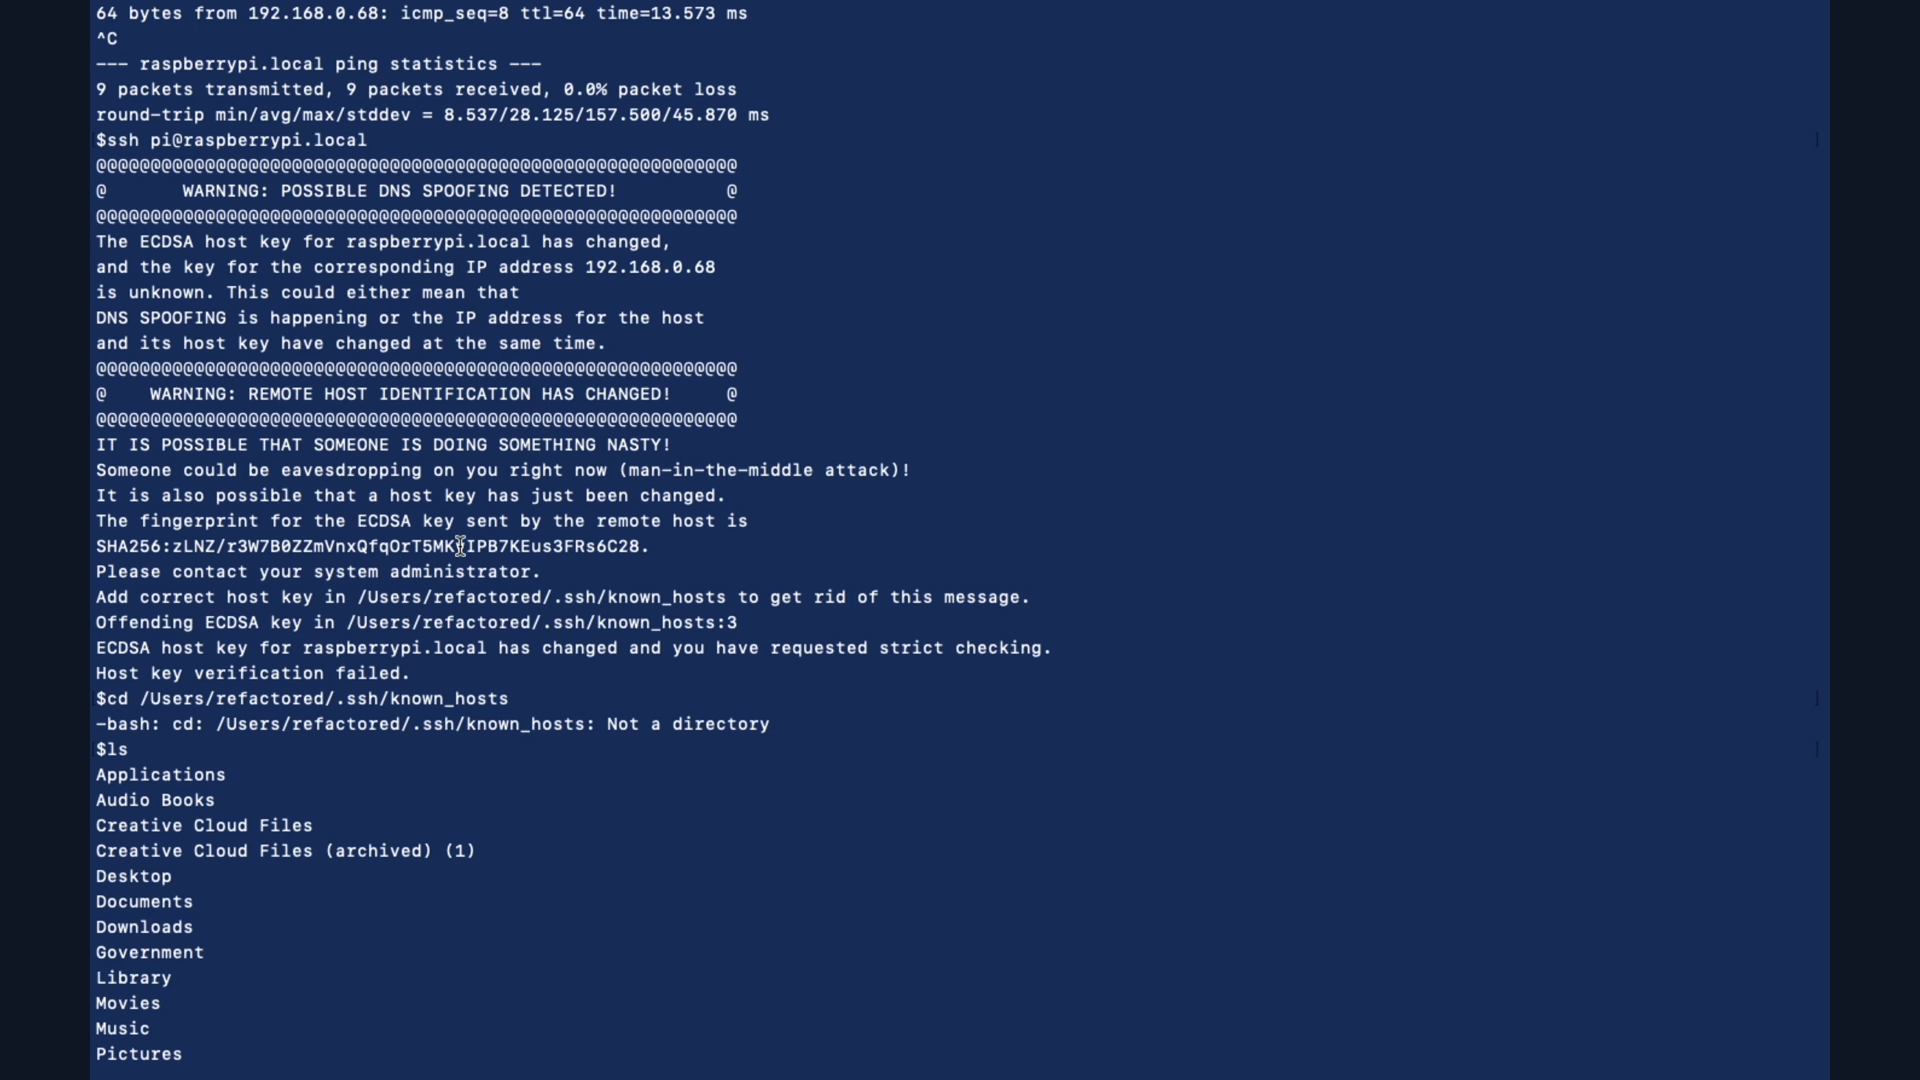 64 bytes from 192.168.0.68: icmp_seq=8 ttl=64 time=13.573 ms
^C
--- raspberrypi.local ping statistics ---
9 packets transmitted, 9 packets received, 0.0% packet loss
round-trip min/avg/max/stddev = 8.537/28.125/157.500/45.870 ms
$ssh pi@raspberrypi.local
@@@@@@@@@@@@@@@@@@@@@@@@@@@@@@@@@@@@@@@@@@@@@@@@@@@@@@@@@@@
@       WARNING: POSSIBLE DNS SPOOFING DETECTED!          @
@@@@@@@@@@@@@@@@@@@@@@@@@@@@@@@@@@@@@@@@@@@@@@@@@@@@@@@@@@@
The ECDSA host key for raspberrypi.local has changed,
and the key for the corresponding IP address 192.168.0.68
is unknown. This could either mean that
DNS SPOOFING is happening or the IP address for the host
and its host key have changed at the same time.
@@@@@@@@@@@@@@@@@@@@@@@@@@@@@@@@@@@@@@@@@@@@@@@@@@@@@@@@@@@
@    WARNING: REMOTE HOST IDENTIFICATION HAS CHANGED!     @
@@@@@@@@@@@@@@@@@@@@@@@@@@@@@@@@@@@@@@@@@@@@@@@@@@@@@@@@@@@
IT IS POSSIBLE THAT SOMEONE IS DOING SOMETHING NASTY!
Someone could be eavesdropping on you right now (man-in-the-middle attack)!
It is also possible that a host key has just been changed.
The fingerprint for the ECDSA key sent by the remote host is
Please contact your system administrator.
Add correct host key in /Users/refactored/.ssh/known_hosts to get rid of this message.
Offending ECDSA key in /Users/refactored/.ssh/known_hosts:3
ECDSA host key for raspberrypi.local has changed and you have requested strict checking.
Host key verification failed.
$cd /Users/refactored/.ssh/known_hosts
-bash: cd: /Users/refactored/.ssh/known_hosts: Not a directory
$ls
Applications
Audio Books
Creative Cloud Files
Creative Cloud Files (archived) (1)
Desktop
Documents
Downloads
Government
Library
Movies
Music
Pictures